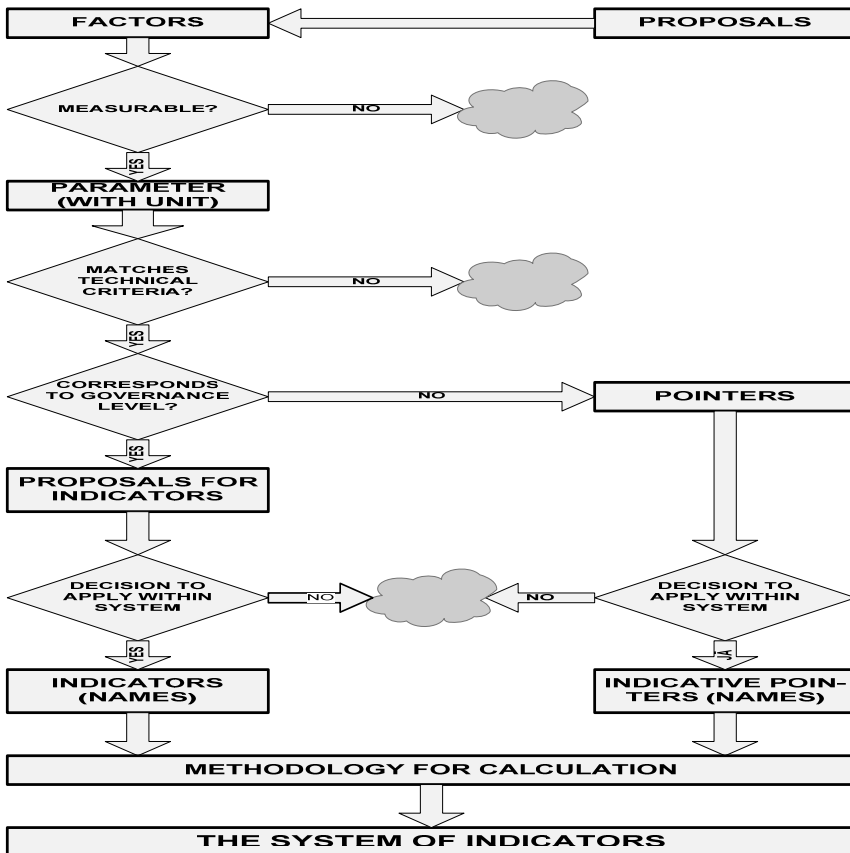 FACTORS
PROPOSALS
MEASURABLE?
NO
YES
PARAMETER
(WITH UNIT)
MATCHES
TECHNICAL
CRITERIA?
NO
YES
CORRESPONDS
TO GOVERNANCE
LEVEL?
NO
POINTERS
YES
PROPOSALS FOR
INDICATORS
DECISION TO
APPLY WITHIN
SYSTEM
NO
NO
DECISION TO
APPLY WITHIN
SYSTEM
YES
JĀ
INDICATORS
(NAMES)
INDICATIVE POIN-
TERS (NAMES)
METHODOLOGY FOR CALCULATION
THE SYSTEM OF INDICATORS